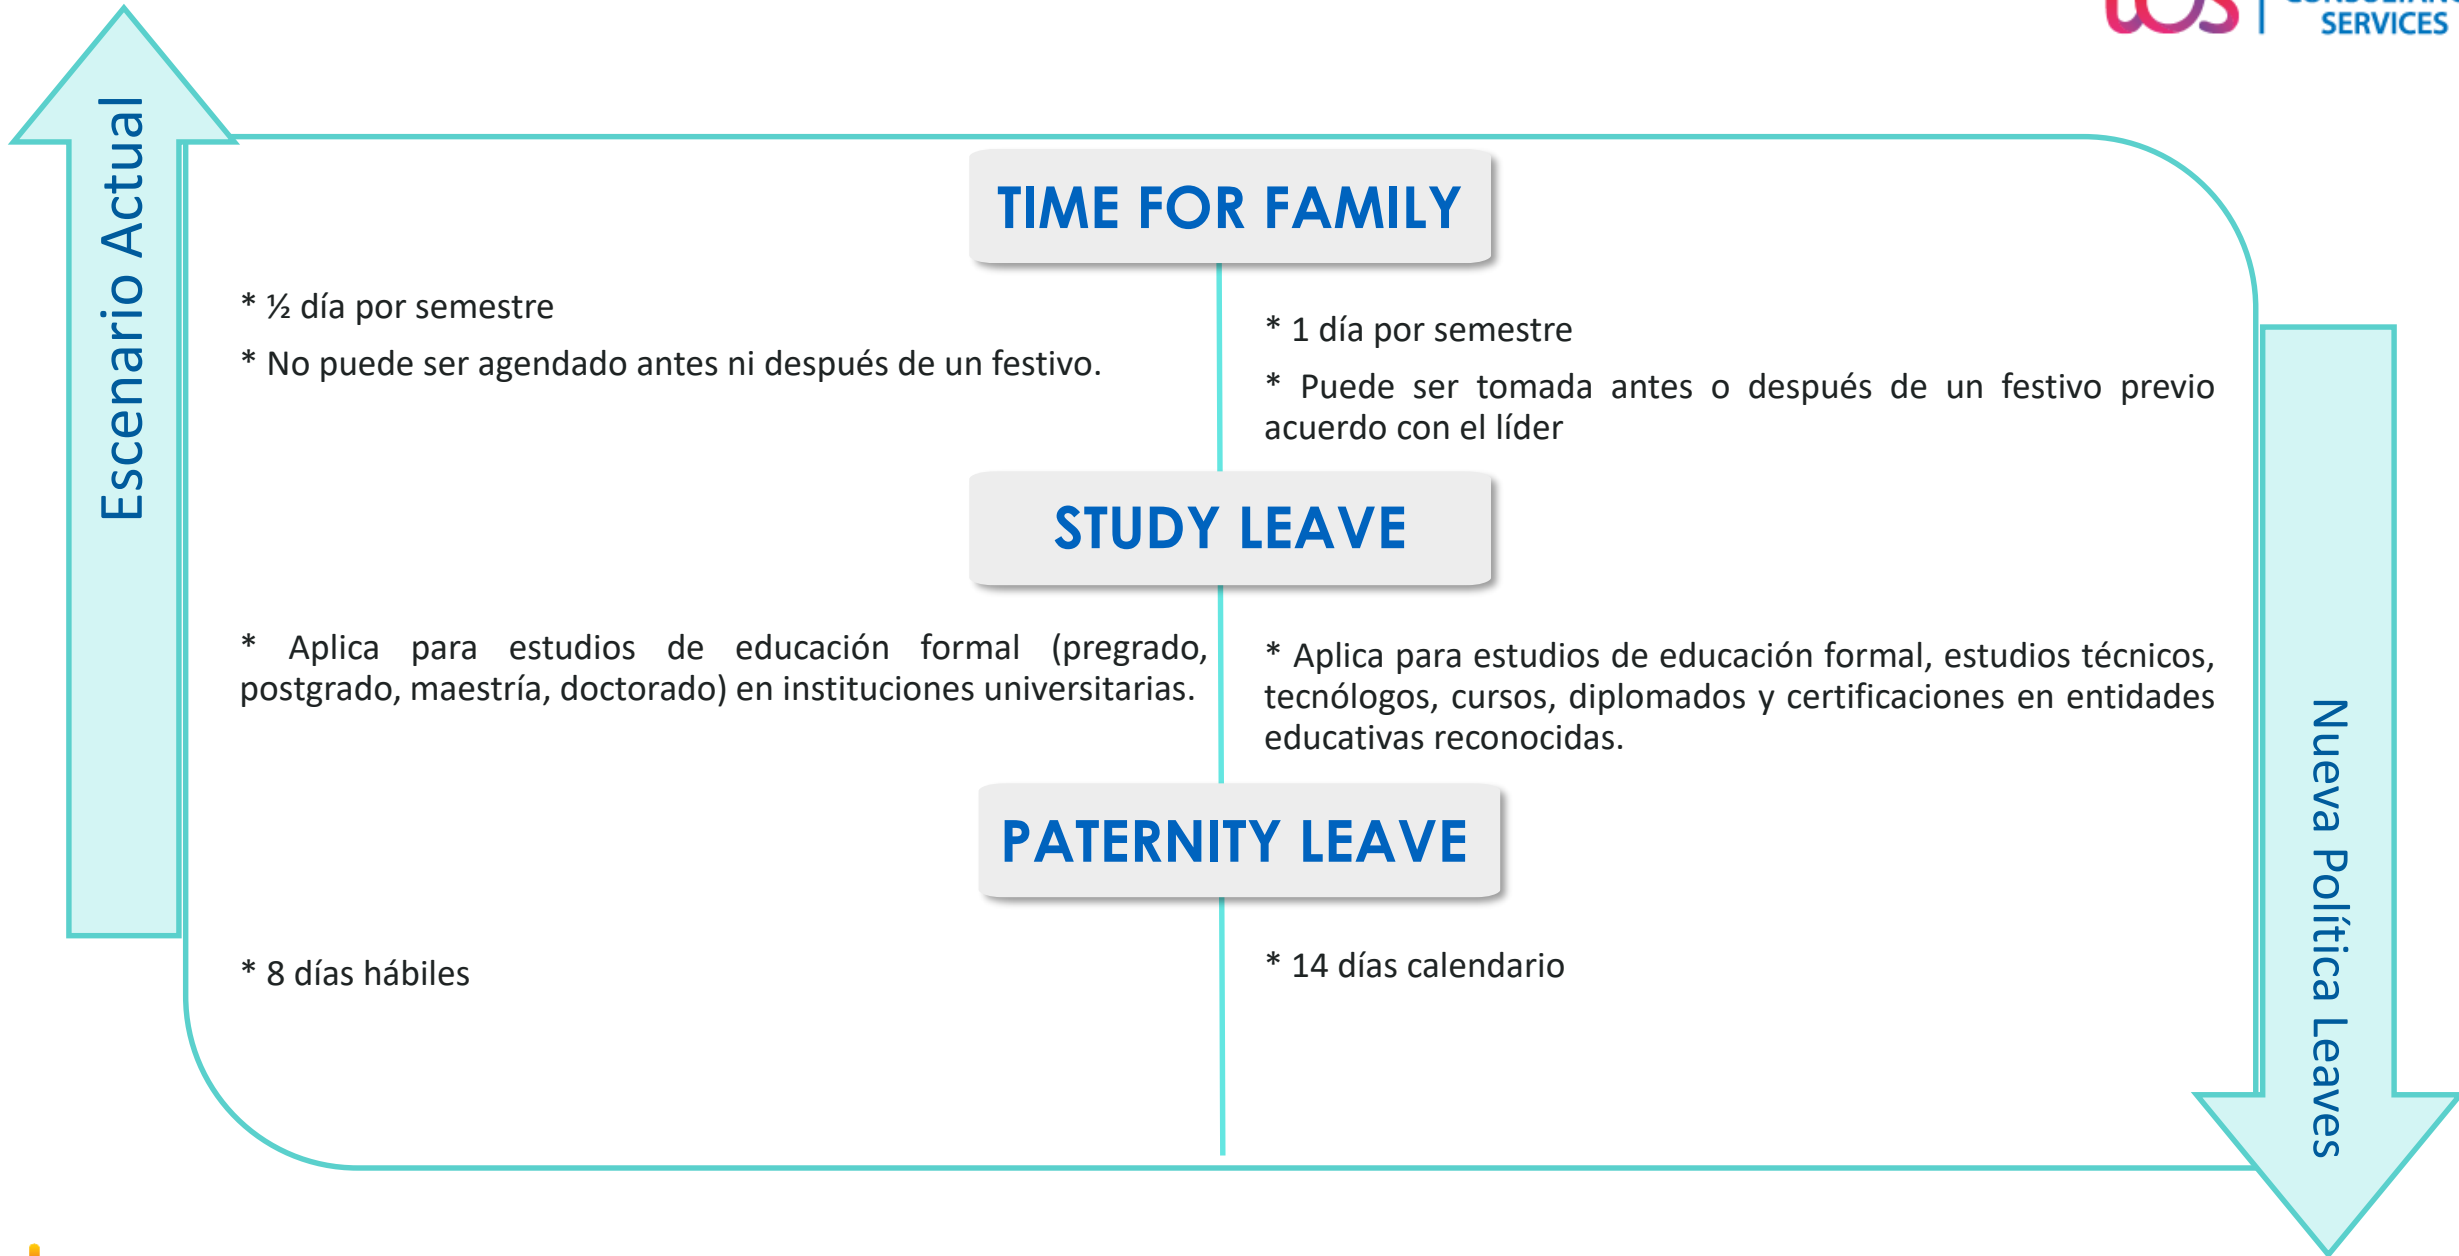 SERVICES
Escenario Actual
TIME FOR FAMILY
* ½ día por semestre
* No puede ser agendado antes ni después de un festivo.
* 1 día por semestre
* Puede ser tomada antes o después de un festivo previo
acuerdo con el líder
STUDY LEAVE
* Aplica para estudios de educación formal (pregrado,
postgrado, maestría, doctorado) en instituciones universitarias.
* Aplica para estudios de educación formal, estudios técnicos,
tecnólogos, cursos, diplomados y certificaciones en entidades
educativas reconocidas.
PATERNITY LEAVE
* 8 días hábiles
* 14 días calendario
Nueva Política Leaves